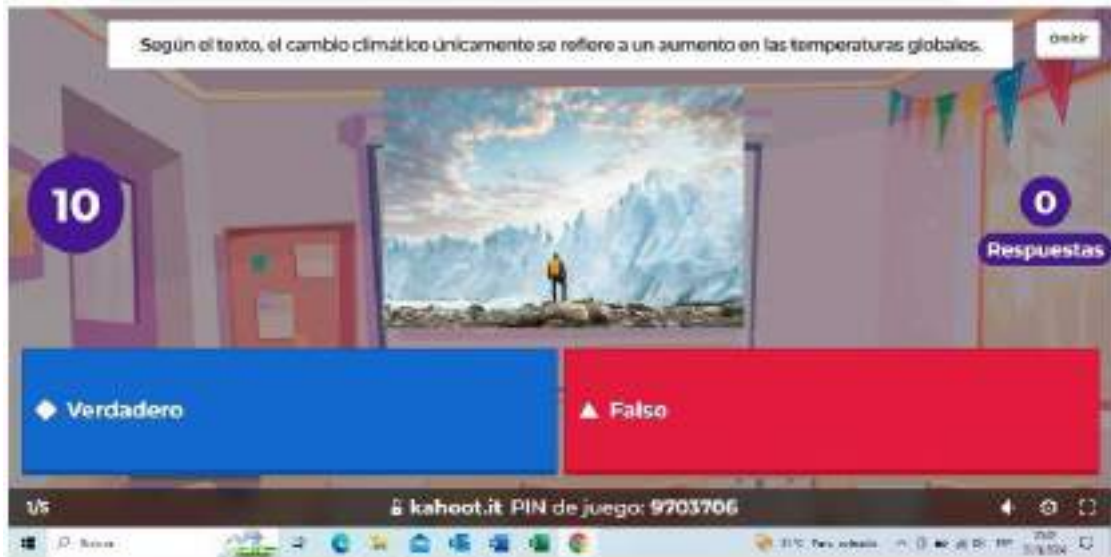 Según el texto, el cambio climático únicamente se refiere a un aumento en las temperaturas globales.
Omitir
10
0
Respuestas
Verdadero
Falso
1/5
kahoot.it PIN de juego: 9703706